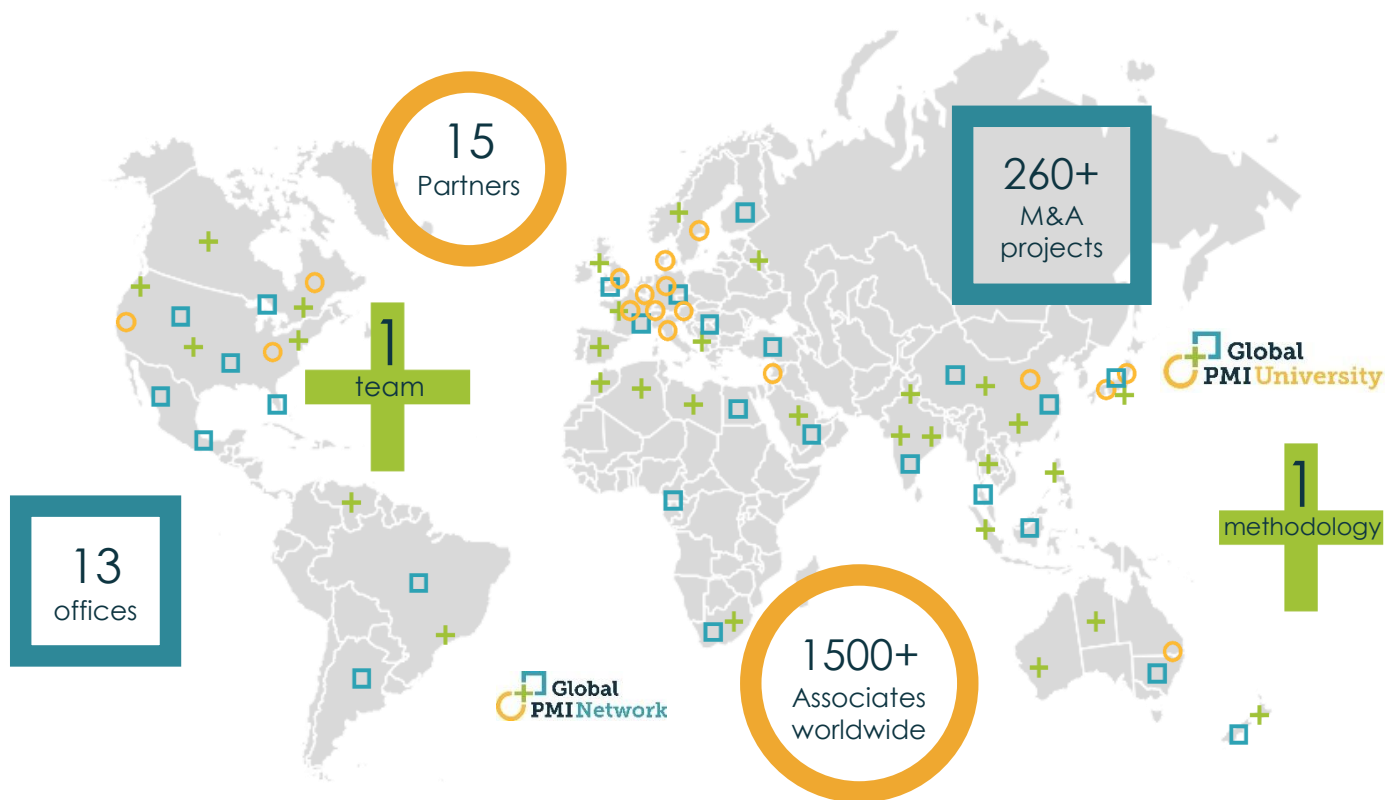 15
Partners
260+
M&A
projects
1
team
Global
PMI University
13
offices
1
methodology
1500+
Associates
worldwide
Global
PMI Network